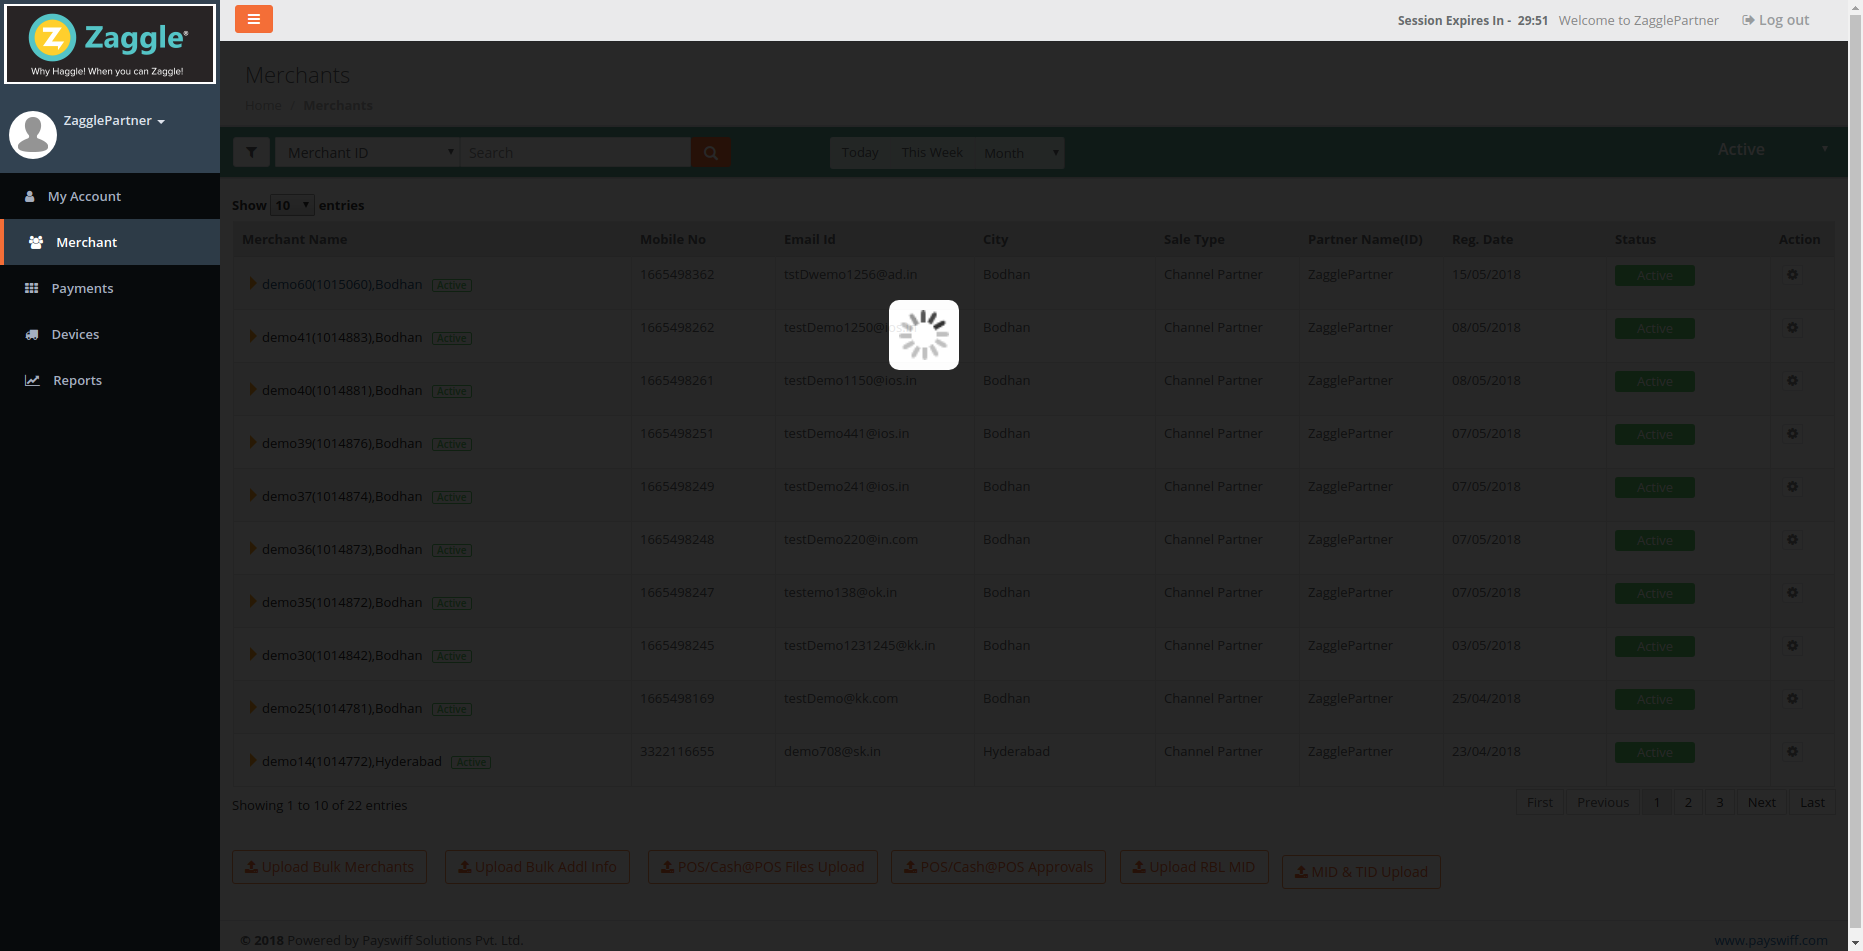 Zaggle®
Why Haggle! When you can Zaggle!
Session Expires In - 29:51 Welcome to ZagglePartner Log out
ZagglePartner
My Account
Merchant
Payments
Devices
Reports
Merchants
Home / Merchants
Merchant ID Search Today This Week Month Active
Show 10 entries
Merchant Name Mobile No Email Id City Sale Type Partner Name(ID) Reg. Date Status Action
demo60(1015060),Bodhan Active 1665498362 tstDwemo1256@ad.in Bodhan Channel Partner ZagglePartner 15/05/2018 Active
demo41(1014883),Bodhan Active 1665498262 testDemo1250@ios.in Bodhan Channel Partner ZagglePartner 08/05/2018 Active
demo40(1014881),Bodhan Active 1665498261 testDemo1150@ios.in Bodhan Channel Partner ZagglePartner 08/05/2018 Active
demo39(1014876),Bodhan Active 1665498251 testDemo441@ios.in Bodhan Channel Partner ZagglePartner 07/05/2018 Active
demo37(1014874),Bodhan Active 1665498249 testDemo241@ios.in Bodhan Channel Partner ZagglePartner 07/05/2018 Active
demo36(1014873),Bodhan Active 1665498248 testDemo220@in.com Bodhan Channel Partner ZagglePartner 07/05/2018 Active
demo35(1014872),Bodhan Active 1665498247 testemo138@ok.in Bodhan Channel Partner ZagglePartner 07/05/2018 Active
demo30(1014842),Bodhan Active 1665498245 testDemo1231245@kk.in Bodhan Channel Partner ZagglePartner 03/05/2018 Active
demo25(1014781),Bodhan Active 1665498169 testDemo@kk.com Bodhan Channel Partner ZagglePartner 25/04/2018 Active
demo14(1014772),Hyderabad Active 3322116655 demo708@sk.in Hyderabad Channel Partner ZagglePartner 23/04/2018 Active
Showing 1 to 10 of 22 entries First Previous 1 2 3 Next Last
Upload Bulk Merchants Upload Bulk Addl Info POS/Cash@POS Files Upload POS/Cash@POS Approvals Upload RBL MID MID & TID Upload
© 2018 Powered by Payswiff Solutions Pvt. Ltd. www.payswiff.com